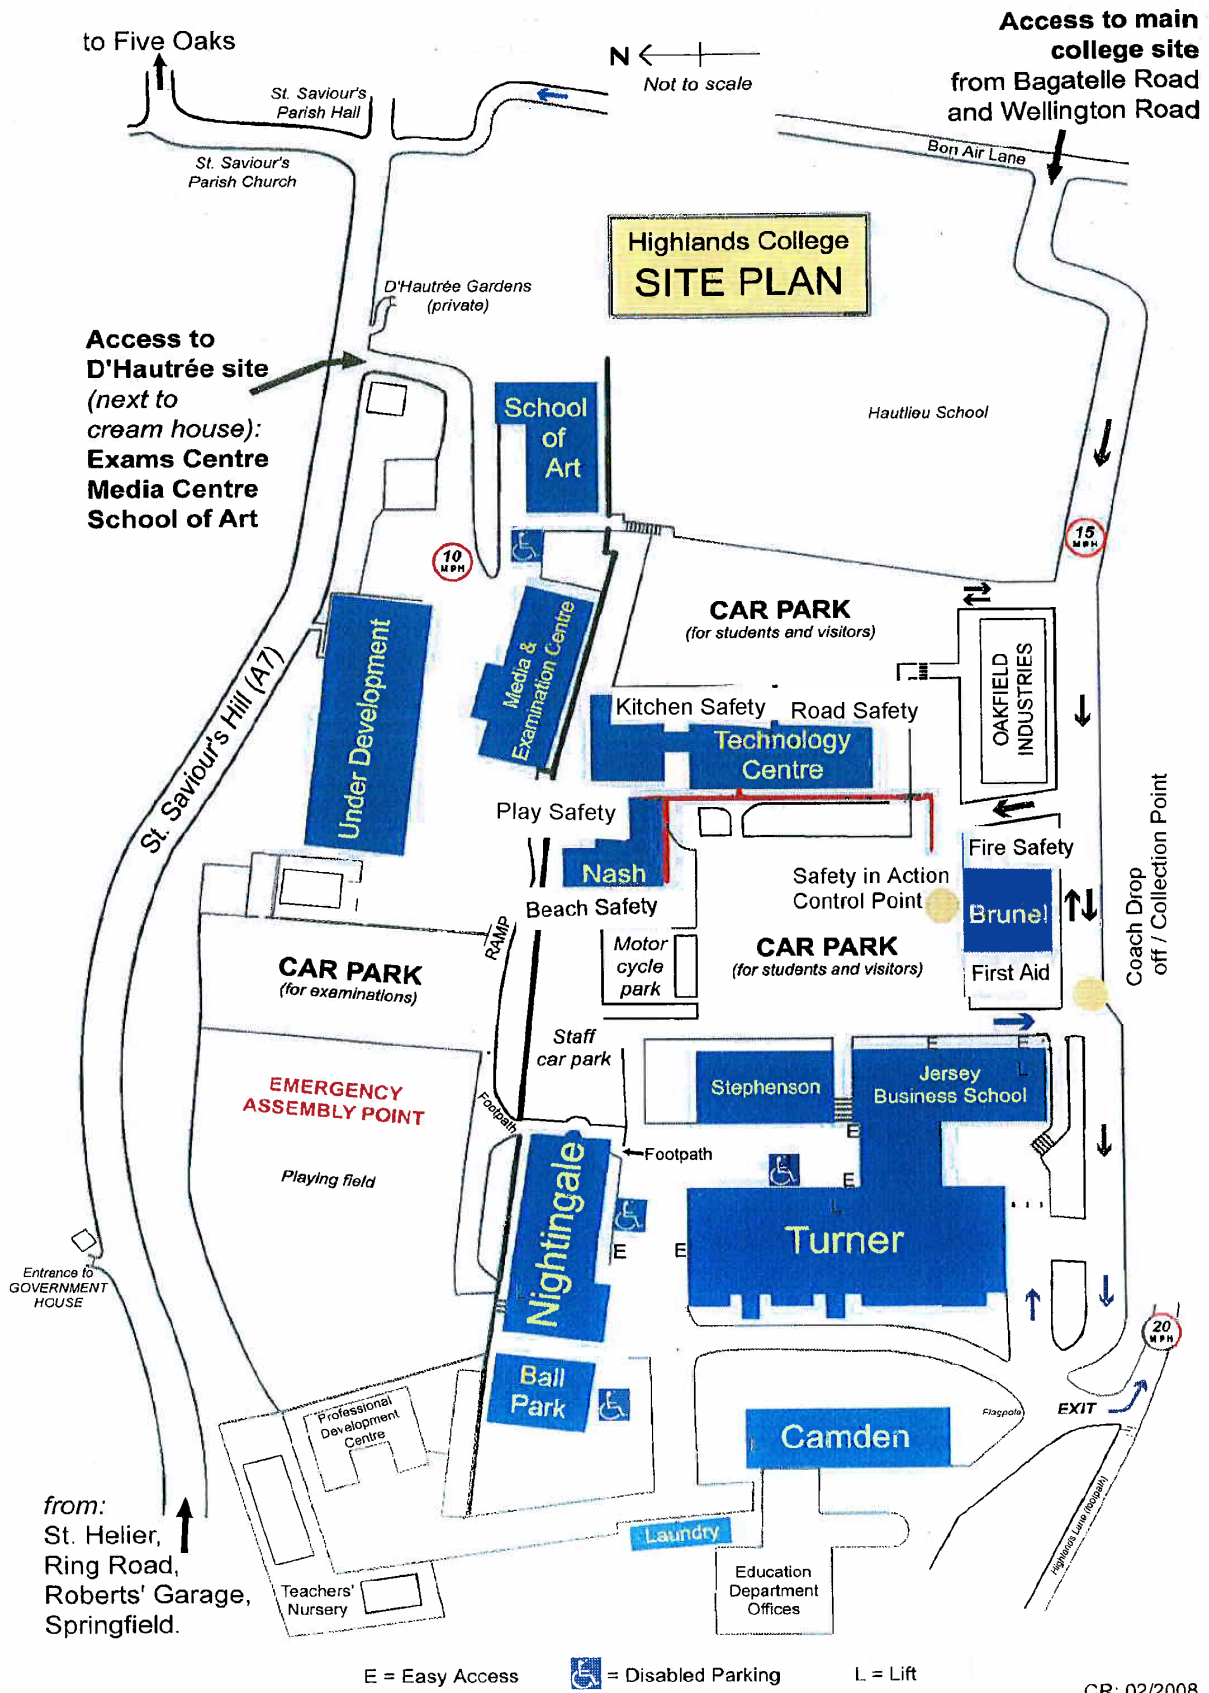 to Five Oaks
Access to main
college site
from Bagatelle Road
and Wellington Road
N
Not to scale
St. Saviour's
Parish Hall
St. Saviour's
Parish Church
Bon Air Lane
Highlands College
SITE PLAN
D'Hautrée Gardens
(private)
Access to
D'Hautrée site
(next to
cream house):
Exams Centre
Media Centre
School of Art
School
of
Art
Hautlieu School
10
MPH
15
MPH
CAR PARK
(for students and visitors)
Media &
Examination Centre
Under Development
St. Saviour's Hill (A7)
OAKFIELD
INDUSTRIES
Kitchen Safety
Road Safety
Technology
Centre
Play Safety
Nash
Beach Safety
Fire Safety
Safety in Action
Control Point
Brunel
First Aid
Coach Drop
off / Collection Point
RAMP
Motor
cycle
park
CAR PARK
(for students and visitors)
CAR PARK
(for examinations)
Staff
car park
EMERGENCY
ASSEMBLY POINT
Playing field
Footpath
Footpath
Stephenson
Jersey
Business School
E
E
L
E
E
L
E
E
Nightingale
L
Turner
Entrance to
GOVERNMENT
HOUSE
20
MPH
Ball
Park
Professional
Development
Centre
Camden
L
Flagpole
EXIT
Highlands Lane (footpath)
from:
St. Helier,
Ring Road,
Roberts' Garage,
Springfield.
Laundry
Teachers'
Nursery
Education
Department
Offices
E = Easy Access
= Disabled Parking
L = Lift
CR: 02/2008